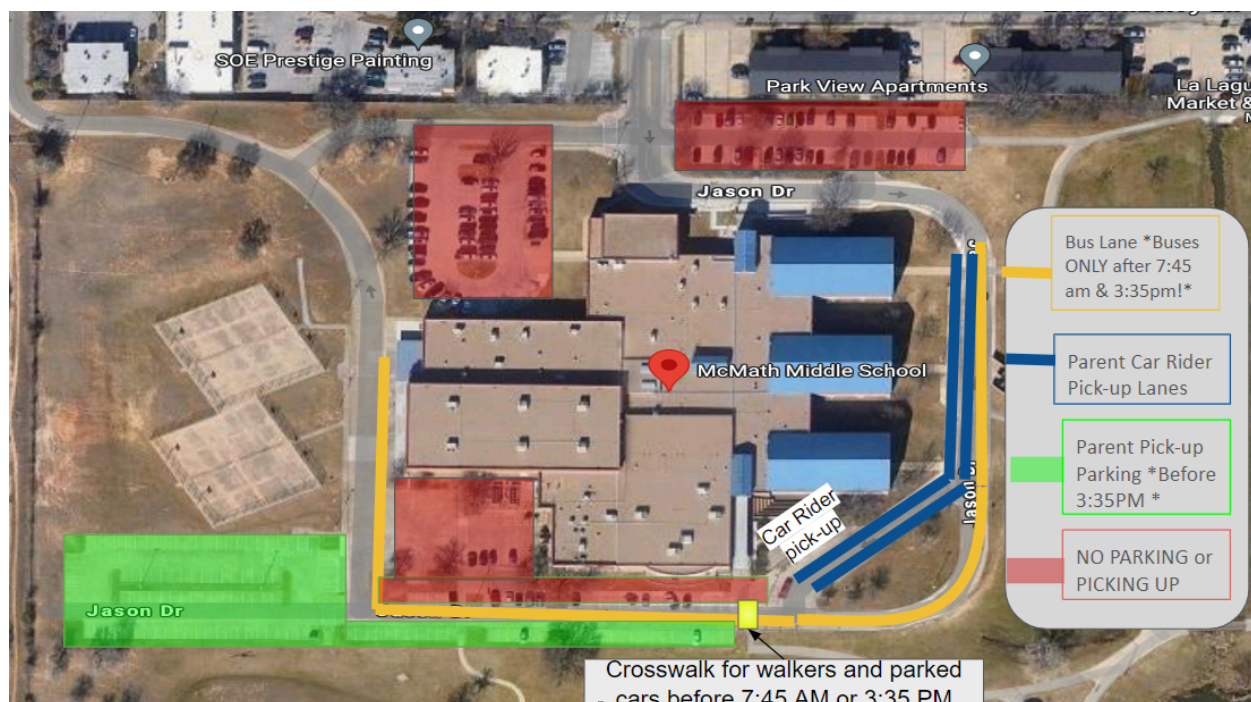 SOE Prestige Painting
Park View Apartments
La Lagu
Market &
Jason Dr
Bus Lane *Buses
ONLY after 7:45
am & 3:35pm!*
Parent Car Rider
Pick-up Lanes
McMath Middle School
Parent Pick-up
Parking *Before
3:35PM *
Jason Dr
Car Rider
pick-up
NO PARKING or
PICKING UP
Jason Dr
Crosswalk for walkers and parked
cars before 7:45 AM or 3:35 PM